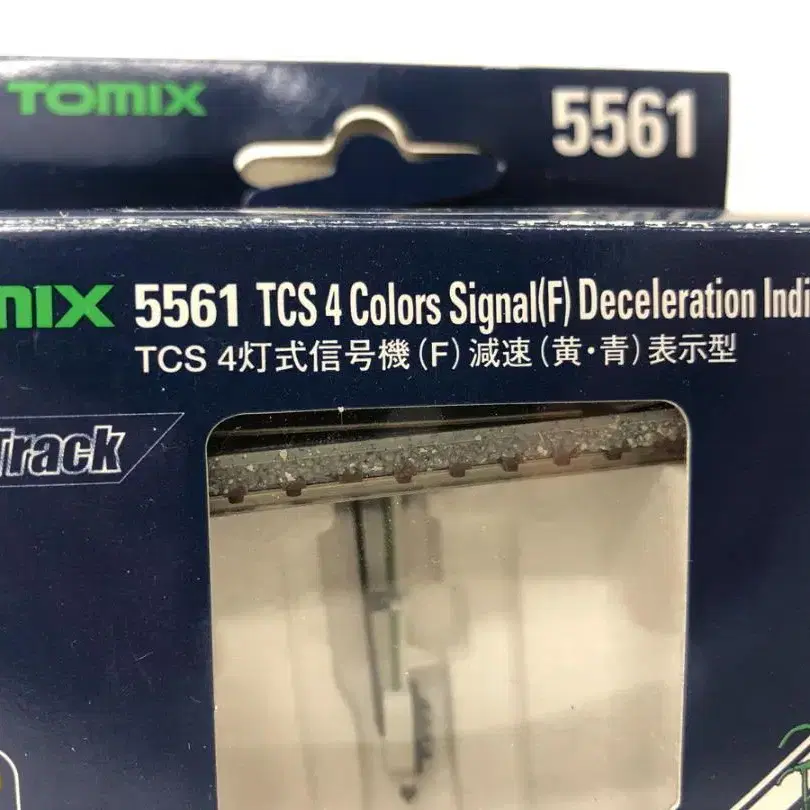 TOMIX 5561
MIX 5561 TCS 4 Colors Signal(F) Deceleration Indi
TCS 4灯式信号機(F)減速(黄・青)表示型
Track